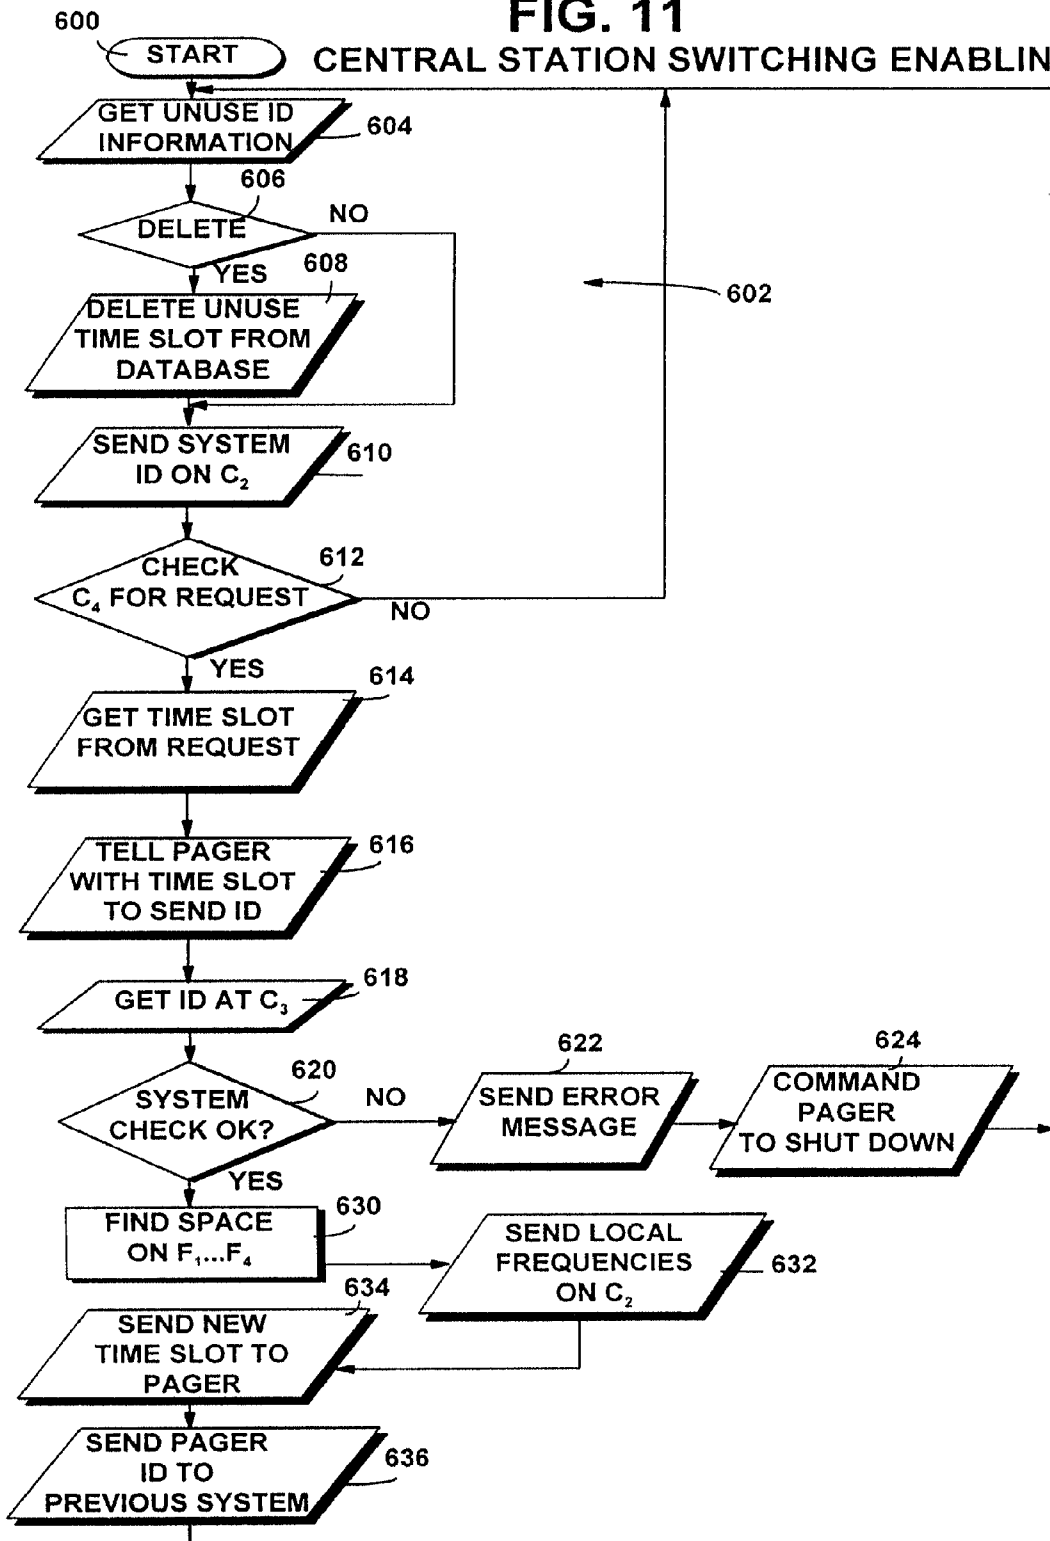 FIG. 11
CENTRAL STATION SWITCHING ENABLIN
600
START
GET UNUSE ID
INFORMATION
604
606
DELETE
NO
YES
608
DELETE UNUSE
TIME SLOT FROM
DATABASE
602
SEND SYSTEM
ID ON C₂
610
CHECK
C₄ FOR REQUEST
612
NO
YES
614
GET TIME SLOT
FROM REQUEST
TELL PAGER
WITH TIME SLOT
TO SEND ID
616
GET ID AT C₃
618
SYSTEM
CHECK OK?
620
NO
YES
622
SEND ERROR
MESSAGE
624
COMMAND
PAGER
TO SHUT DOWN
FIND SPACE
ON F₁...F₄
630
SEND LOCAL
FREQUENCIES
ON C₂
632
634
SEND NEW
TIME SLOT TO
PAGER
SEND PAGER
ID TO
PREVIOUS SYSTEM
636